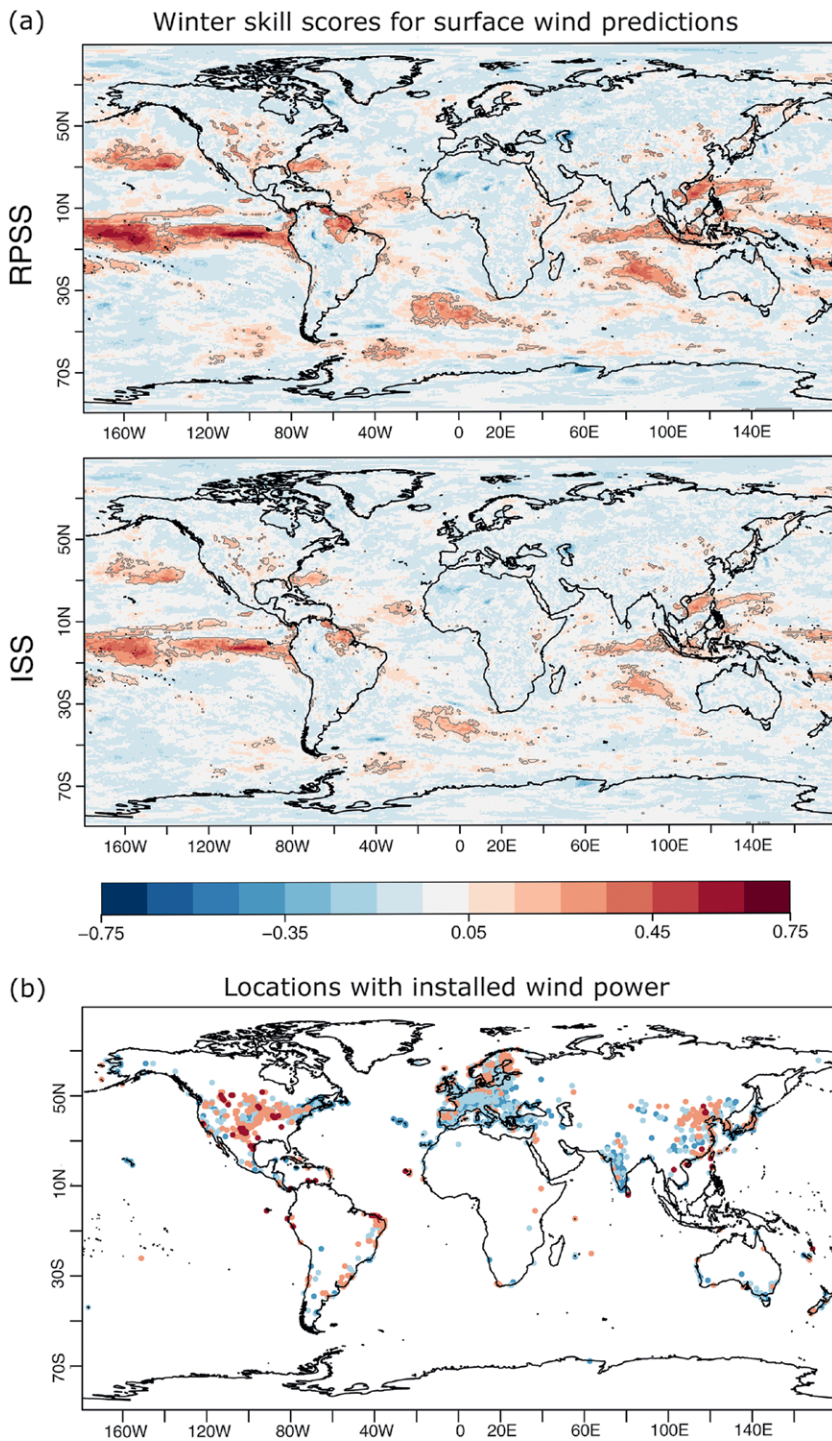 (a) Winter skill scores for surface wind predictions
RPSS
50N
10N
30S
70S
160W 120W 80W 40W 0 20E 60E 100E 140E
ISS
50N
10N
30S
70S
160W 120W 80W 40W 0 20E 60E 100E 140E
−0.75 −0.35 0.05 0.45 0.75
(b) Locations with installed wind power
50N
10N
30S
70S
160W 120W 80W 40W 0 20E 60E 100E 140E